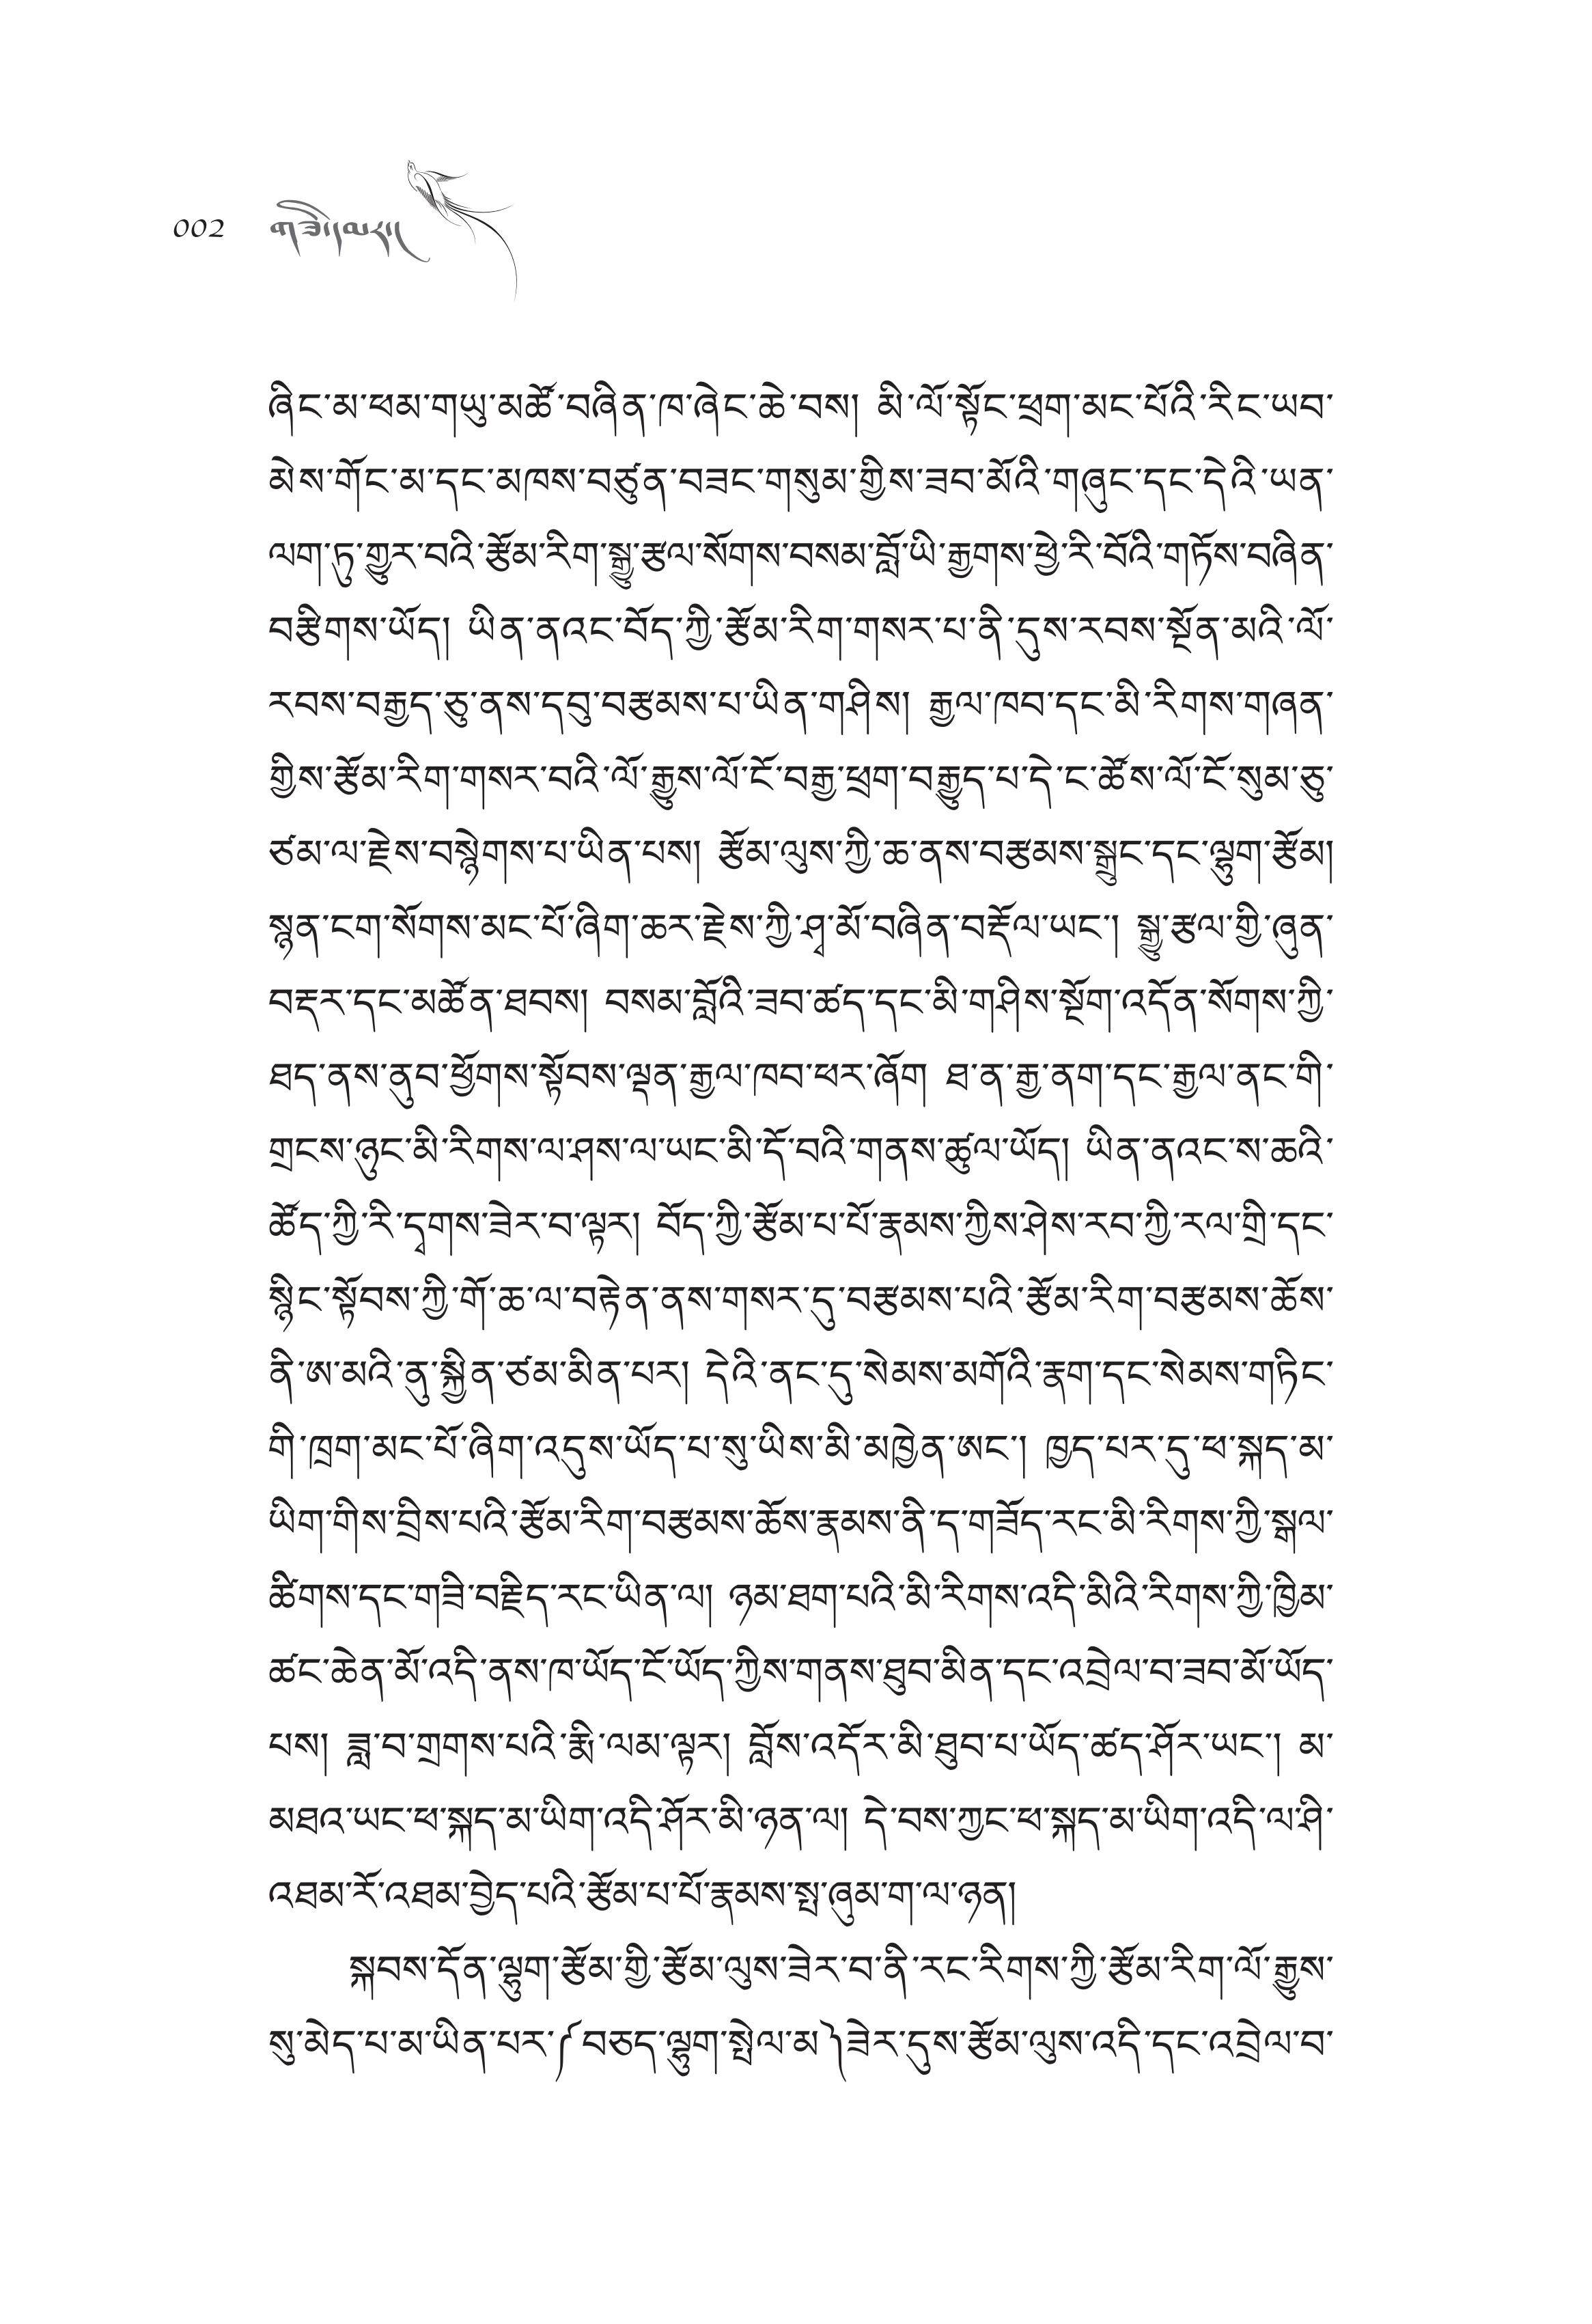 002 གཟི་ལམ།
ཞིང་མ་ཕམ་གཡུ་མཚོ་བཞིན་ཁ་ཞེང་ཆེ་བས། མི་ལོ་སྟོང་ཕྲག་མང་པོའི་རིང་ཡབ་
མེས་གོང་མ་དང་མཁས་བཙུན་བཟང་གསུམ་གྱིས་ཟབ་མོའི་གཞུང་དང་དེའི་ཡན་
ལག་ཏུ་གྱུར་བའི་རྩོམ་རིག་སྒྱུ་རྩལ་སོགས་བསམ་བློ་ཡི་རྒྱགས་ཕྱེ་རི་བོའི་གཏོས་བཞིན་
བརྩིགས་ཡོད། ཡིན་ནའང་བོད་ཀྱི་རྩོམ་རིག་གསར་པ་ནི་དུས་རབས་སྔོན་མའི་ལོ་
རབས་བརྒྱད་ཅུ་ནས་དབུ་བརྩམས་པ་ཡིན་གཤིས། རྒྱལ་ཁབ་དང་མི་རིགས་གཞན་
གྱིས་རྩོམ་རིག་གསར་བའི་ལོ་རྒྱུས་ལོ་ངོ་བརྒྱ་ཕྲག་བརྒྱུད་པ་དེ་ང་ཚོས་ལོ་ངོ་སུམ་ཅུ་
ཙམ་ལ་རྗེས་བསྙེགས་པ་ཡིན་པས། རྩོམ་ལུས་ཀྱི་ཆ་ནས་བརྩམས་སྒྲུང་དང་ལྷུག་རྩོམ།
སྙན་ངག་སོགས་མང་པོ་ཞིག་ཆར་རྗེས་ཀྱི་ཤྭ་མོ་བཞིན་བརྡོལ་ཡང་། སྒྱུ་རྩལ་གྱི་ཞུན་
བརྡར་དང་མཚོན་ཐབས། བསམ་བློའི་ཟབ་ཚད་དང་མི་གཤིས་སྔོག་འདོན་སོགས་ཀྱི་
ཐད་ནས་ནུབ་ཕྱོགས་སྟོབས་ལྡན་རྒྱལ་ཁབ་ཕར་ཞོག ཐ་ན་རྒྱ་ནག་དང་རྒྱལ་ནང་གི་
གྲངས་ཉུང་མི་རིགས་ལ་ཤས་ལ་ཡང་མི་དོ་བའི་གནས་ཚུལ་ཡོད། ཡིན་ནའང་ས་ཆའི་
ཚོད་ཀྱི་རི་དྭགས་ཟེར་བ་ལྟར། བོད་ཀྱི་རྩོམ་པ་པོ་རྣམས་ཀྱིས་ཤེས་རབ་ཀྱི་རལ་གྲི་དང་
སྙིང་སྟོབས་ཀྱི་གོ་ཆ་ལ་བརྟེན་ནས་གསར་དུ་བརྩམས་པའི་རྩོམ་རིག་བརྩམས་ཆོས་
ནི་ཨ་མའི་ནུ་སྐྱིན་ཙམ་མིན་པར། དེའི་ནང་དུ་སེམས་མགོའི་རྣག་དང་སེམས་གཏིང་
གི་ཁྲག་མང་པོ་ཞིག་འདུས་ཡོད་པ་སུ་ཡིས་མི་མཁྱེན་ཨང་། ཁྱད་པར་དུ་ཕ་སྐད་མ་
ཡིག་གིས་བྲིས་པའི་རྩོམ་རིག་བརྩམས་ཆོས་རྣམས་ནི་ད་གཟོད་རང་མི་རིགས་ཀྱི་སྒལ་
ཚིགས་དང་གཟི་བརྗིད་རང་ཡིན་ལ། ཉམ་ཐག་པའི་མི་རིགས་འདི་མིའི་རིགས་ཀྱི་ཁྱིམ་
ཚང་ཆེན་མོ་འདི་ནས་ཁ་ཡོད་ངོ་ཡོད་ཀྱིས་གནས་ཐུབ་མིན་དང་འབྲེལ་བ་ཟབ་མོ་ཡོད་
པས། ཟླ་བ་གྲགས་པའི་རྨི་ལམ་ལྟར། བློས་འདོར་མི་ཐུབ་པ་ཡོད་ཚད་ཤོར་ཡང་། མ་
མཐའ་ཡང་ཕ་སྐད་མ་ཡིག་འདི་ཤོར་མི་ཉན་ལ། དེ་བས་ཀྱང་ཕ་སྐད་མ་ཡིག་འདི་ལ་ཤི་
འཐམ་རོ་འཐམ་བྱེད་པའི་རྩོམ་པ་པོ་རྣམས་སྤ་ཞུམ་ག་ལ་ཉན།
སྐབས་དོན་ལྷུག་རྩོམ་གྱི་རྩོམ་ལུས་ཟེར་བ་ནི་རང་རིགས་ཀྱི་རྩོམ་རིག་ལོ་རྒྱུས་
སུ་མེད་པ་མ་ཡིན་པར་༼བཅད་ལྷུག་སྤེལ་མ༽ཟེར་དུས་རྩོམ་ལུས་འདི་དང་འབྲེལ་བ་